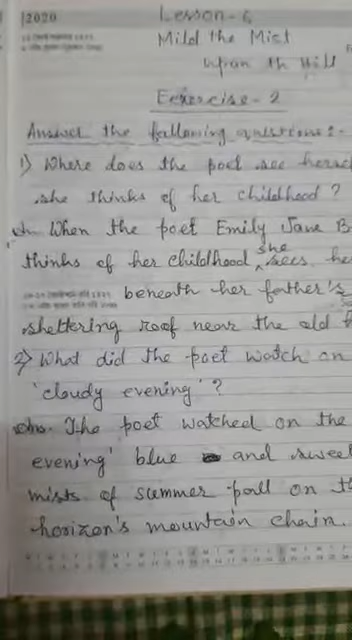 2020
Lesson - 6
Mild the Mist
upon th Hill
Exercise - 2
Answer the following questions :-
1) Where does the poet see
she thinks of her childhood ?
When the poet Emily Jane B
thinks of her childhood she sees he
beneath her father's
sheltering roof near the old
2) What did the poet watch on
'cloudy evening' ?
Ans. The poet watched on the
evening' blue and sweet
mists of summer pall on
horizon's mountain chain.